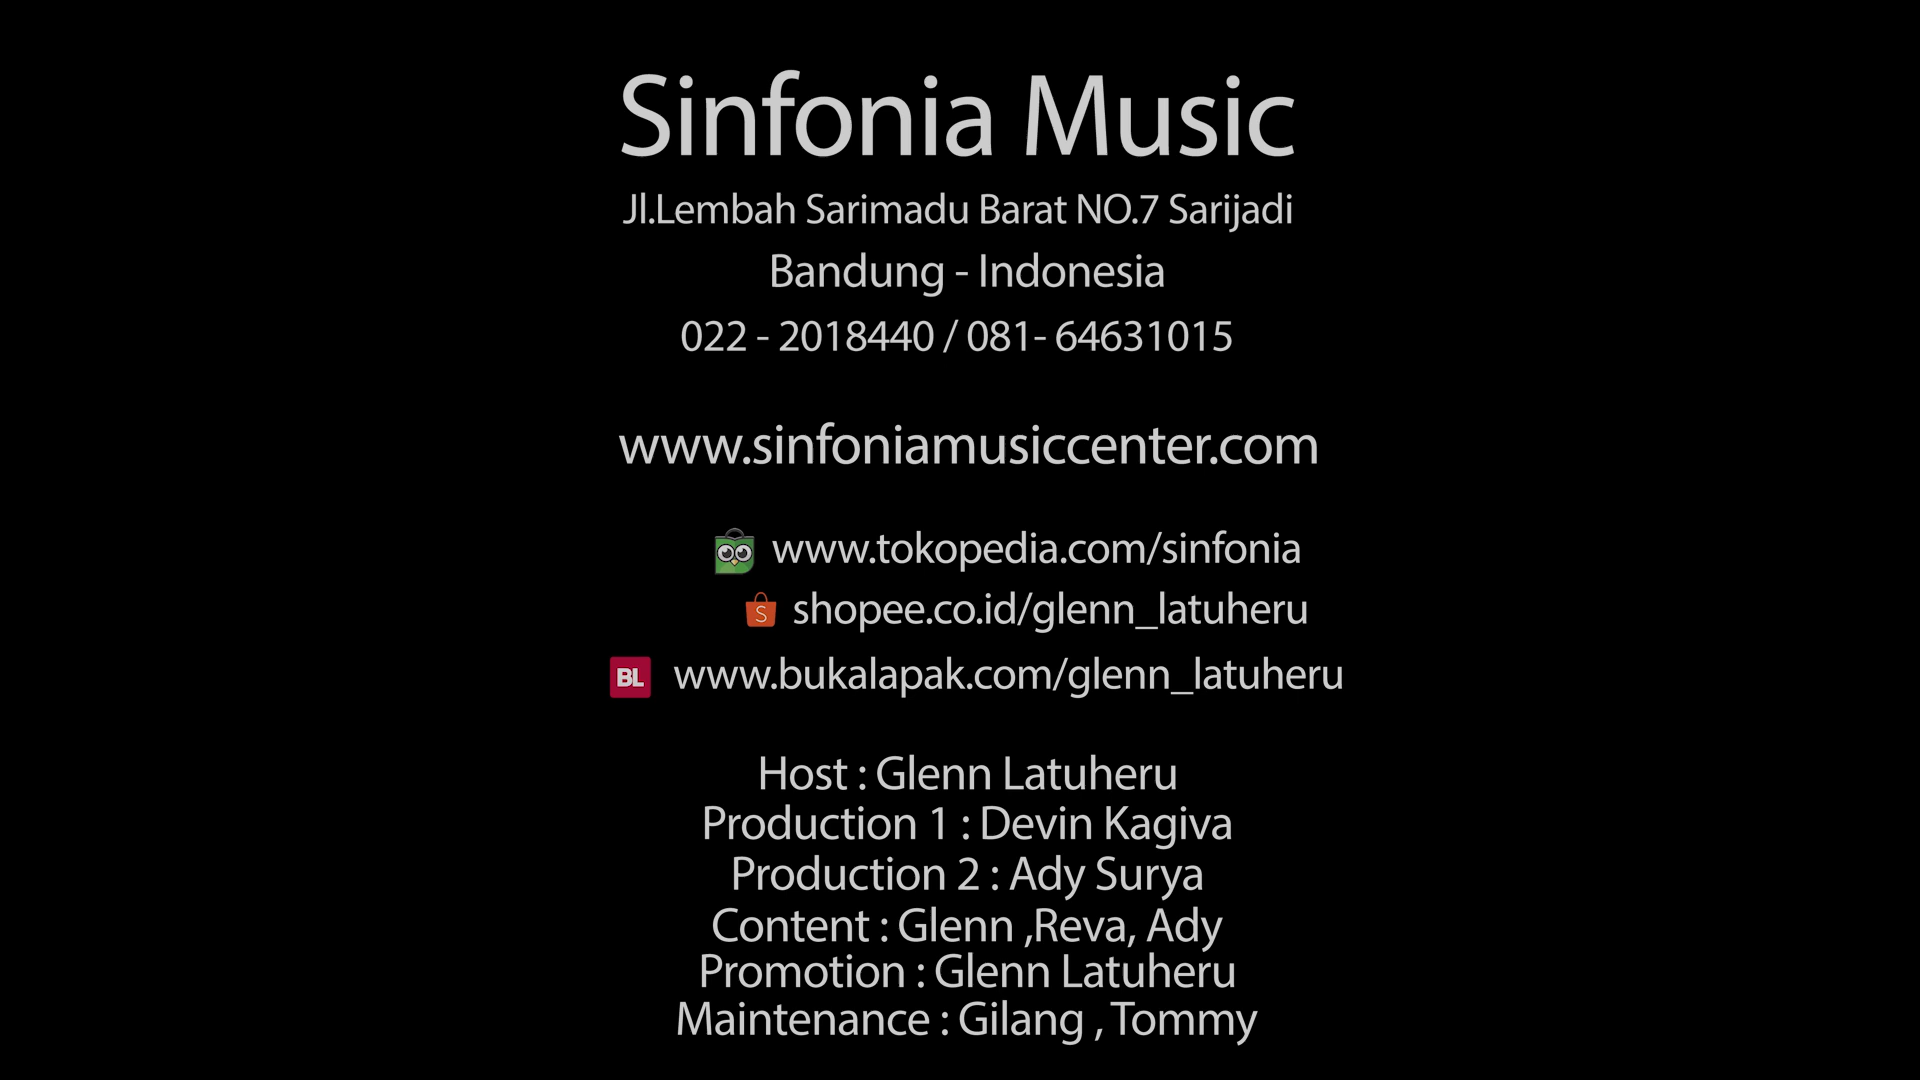 Sinfonia Music
Jl.Lembah Sarimadu Barat NO.7 Sarijadi
Bandung - Indonesia
022 - 2018440 / 081- 64631015
www.sinfoniamusiccenter.com
www.tokopedia.com/sinfonia
S shopee.co.id/glenn_latuheru
BL www.bukalapak.com/glenn_latuheru
Host : Glenn Latuheru
Production 1 : Devin Kagiva
Production 2 : Ady Surya
Content : Glenn ,Reva, Ady
Promotion : Glenn Latuheru
Maintenance : Gilang , Tommy